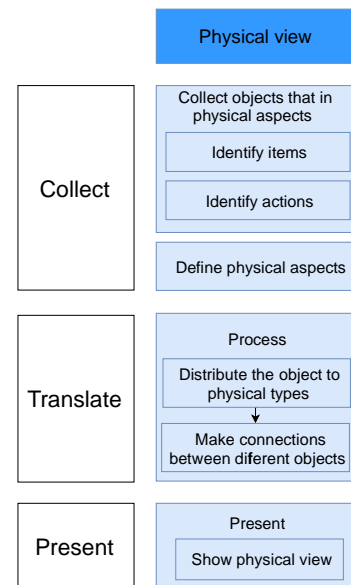 Physical view
Collect
Collect objects that in
physical aspects
Identify items
Identify actions
Define physical aspects
Translate
Process
Distribute the object to
physical types
Make connections
between diferent objects
Present
Present
Show physical view